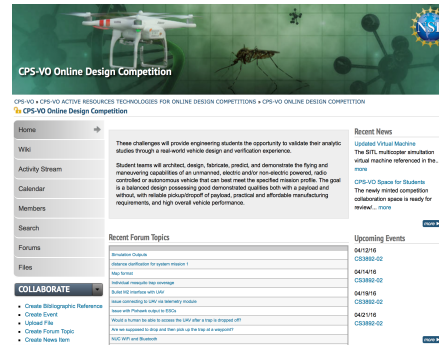 NSF
CPS-VO Online Design Competition
CPS-VO » CPS-VO ACTIVE RESOURCES TECHNOLOGIES FOR ONLINE DESIGN COMPETITIONS » CPS-VO ONLINE DESIGN COMPETITION
CPS-VO Online Design Competition
Home
Wiki
Activity Stream
Calendar
Members
Search
Forums
Files
COLLABORATE
• Create Bibliographic Reference
• Create Event
• Upload File
• Create Forum Topic
• Create News Item
These challenges will provide engineering students the opportunity to validate their analytic
studies through a real-world vehicle design and verification experience.
Student teams will architect, design, fabricate, predict, and demonstrate the flying and
maneuvering capabilities of an unmanned, electric and/or non-electric powered, radio
controlled or autonomous vehicle that can best meet the specified mission profile. The goal
is a balanced design possessing good demonstrated qualities both with a payload and
without, with reliable pickup/dropoff of payload, practical and affordable manufacturing
requirements, and high overall vehicle performance.
Recent Forum Topics
Simulation Outputs
distance clarification for system mission 1
Map format
Individual mosquito trap coverage
Bullet M2 interface with UAV
Issue connecting to UAV via telemetry module
Issue with Pixhawk output to ESCs
Would a human be able to access the UAV after a trap is dropped off?
Are we supposed to drop and then pick up the trap at a waypoint?
NUC WiFi and Bluetooth
Recent News
Updated Virtual Machine
The SITL multicopter simulation
virtual machine referenced in the..
more
CPS-VO Space for Students
The newly minted competition
collaboration space is ready for
review!... more
more
Upcoming Events
04/12/16
CS3892-02
04/14/16
CS3892-02
04/19/16
CS3892-02
04/21/16
CS3892-02
more